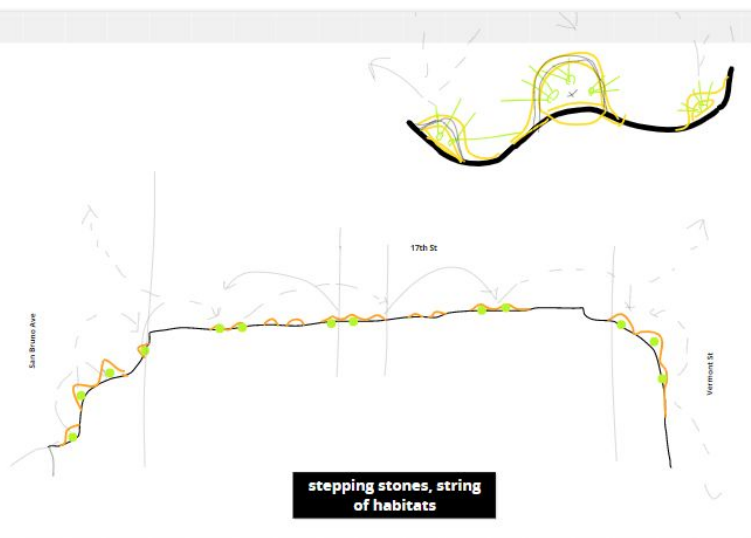 17th St
San Bruno Ave
Vermont St
stepping stones, string
of habitats